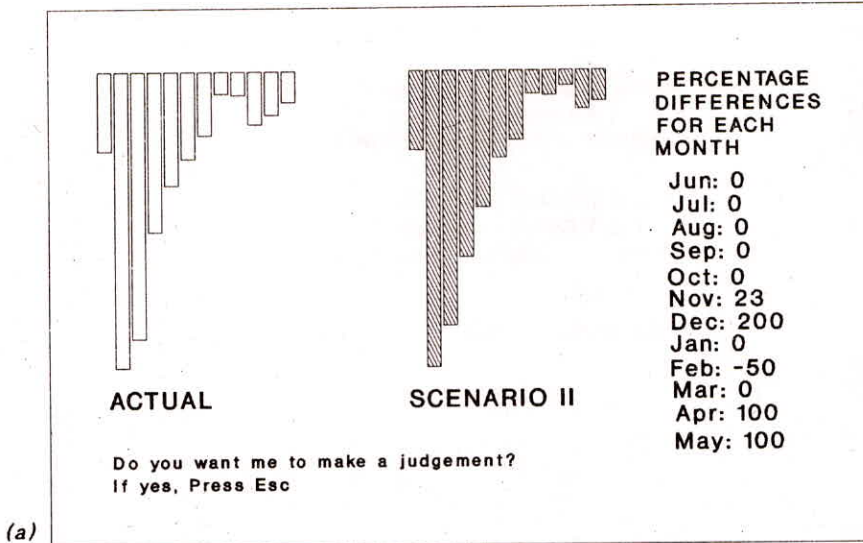 PERCENTAGE
DIFFERENCES
FOR EACH
MONTH
Jun: 0
Jul: 0
Aug: 0
Sep: 0
Oct: 0
Nov: 23
Dec: 200
Jan: 0
Feb: -50
Mar: 0
Apr: 100
May: 100
ACTUAL
SCENARIO II
Do you want me to make a judgement?
If yes, Press Esc
(a)